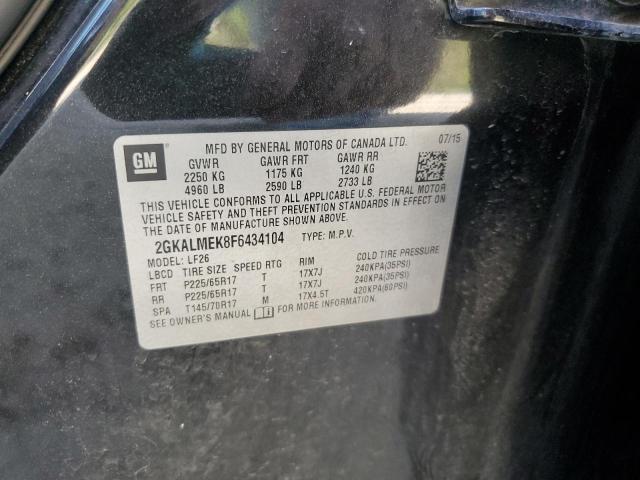 MFD BY GENERAL MOTORS OF CANADA LTD. 07/15
GM
GVWR GAWR FRT GAWR RR
2250 KG 1175 KG 1240 KG
4960 LB 2590 LB 2733 LB
THIS VEHICLE CONFORMS TO ALL APPLICABLE U.S. FEDERAL MOTOR
VEHICLE SAFETY AND THEFT PREVENTION STANDARDS IN EFFECT ON
THE DATE OF MANUFACTURE SHOWN ABOVE.
2GKALMEK8F6434104 TYPE: M.P.V.
MODEL: LF26
LBCD TIRE SIZE SPEED RTG RIM COLD TIRE PRESSURE
FRT P225/65R17 T 17X7J 240KPA(35PSI)
RR P225/65R17 T 17X7J 240KPA(35PSI)
SPA T145/70R17 M 17X4.5T 420KPA(60PSI)
SEE OWNER'S MANUAL FOR MORE INFORMATION.